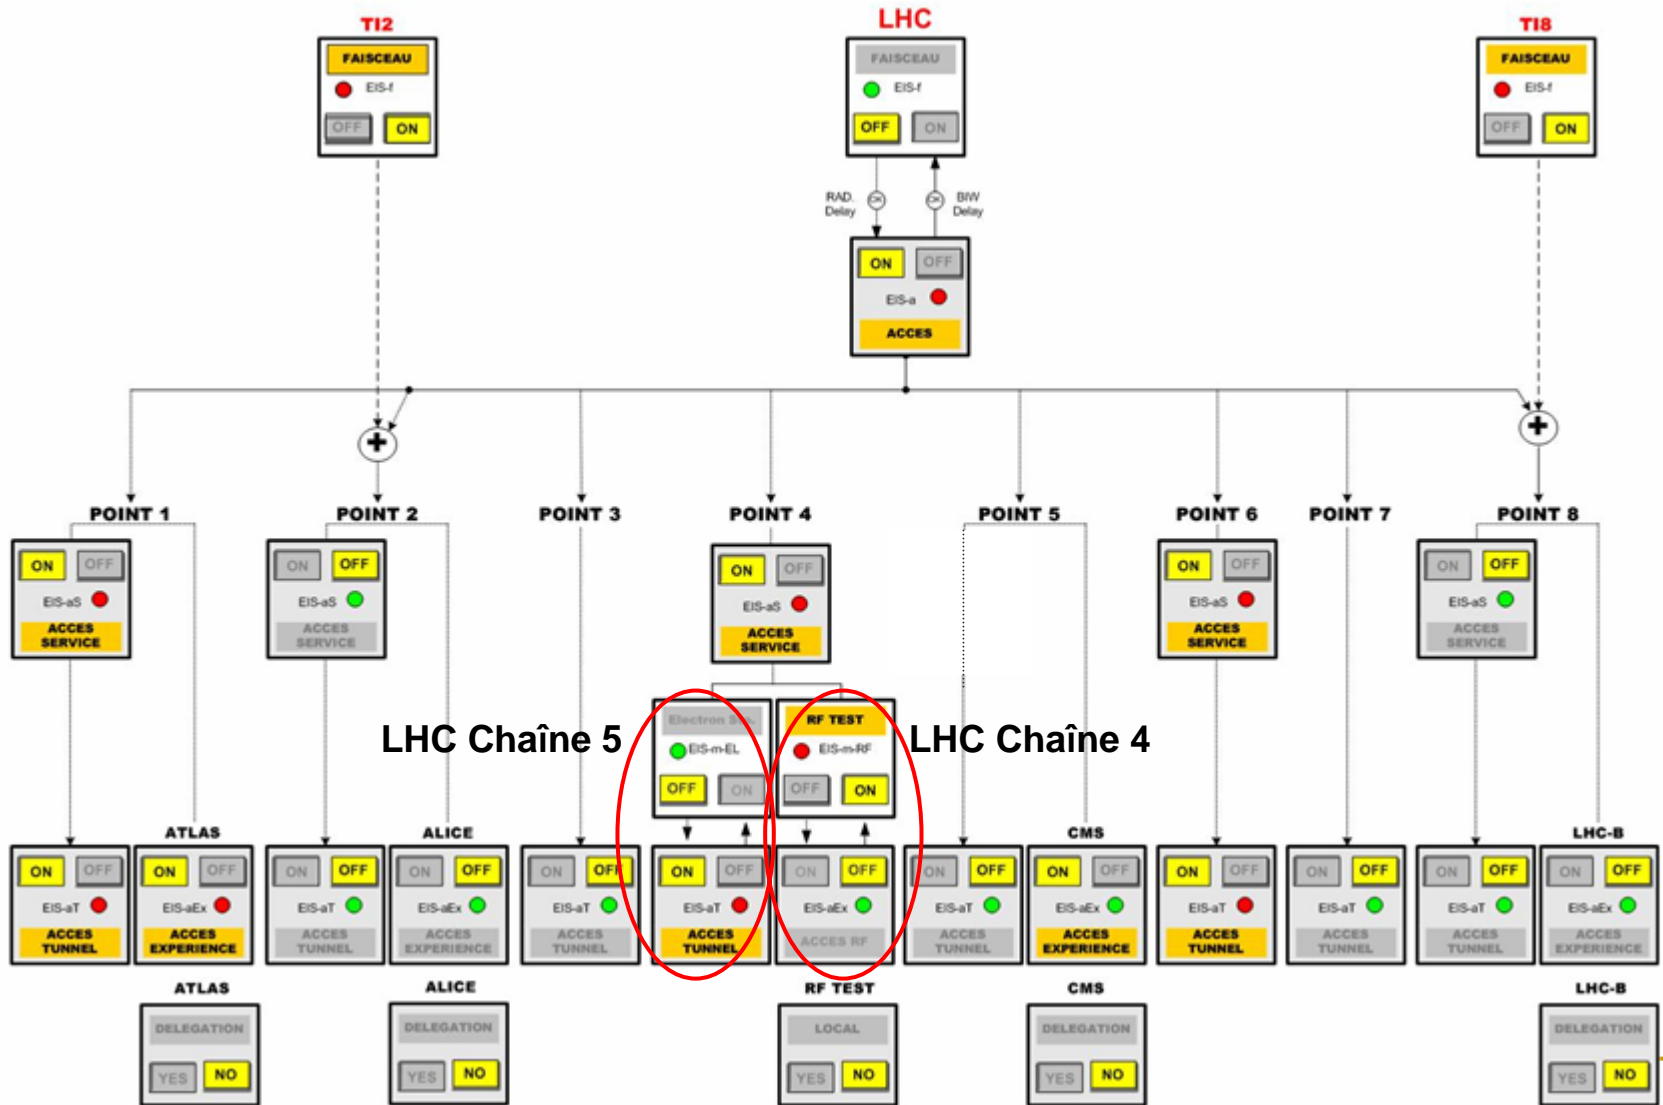 TI2
LHC
TI8
FAISCEAU
FAISCEAU
FAISCEAU
EIS-f
EIS-f
EIS-f
OFF ON
OFF ON
OFF ON
RAD. Delay
OK
OK
BIW Delay
ON OFF
EIS-a
ACCES
+
+
POINT 1
POINT 2
POINT 3
POINT 4
POINT 5
POINT 6
POINT 7
POINT 8
ON OFF
EIS-aS
ACCES SERVICE
ON OFF
EIS-aS
ACCES SERVICE
ON OFF
EIS-aS
ACCES SERVICE
ON OFF
EIS-aS
ACCES SERVICE
ON OFF
EIS-aS
ACCES SERVICE
LHC Chaîne 5
Electron
EIS-m-EL
OFF ON
RF TEST
EIS-m-RF
OFF ON
LHC Chaîne 4
ATLAS
ALICE
CMS
LHC-B
ON OFF
EIS-aT
ACCES TUNNEL
ON OFF
EIS-aEx
ACCES EXPERIENCE
ON OFF
EIS-aT
ACCES TUNNEL
ON OFF
EIS-aEx
ACCES EXPERIENCE
ON OFF
EIS-aT
ACCES TUNNEL
ON OFF
EIS-aT
ACCES TUNNEL
ON OFF
EIS-aEx
ACCES RF
ON OFF
EIS-aT
ACCES TUNNEL
ON OFF
EIS-aEx
ACCES EXPERIENCE
ON OFF
EIS-aT
ACCES TUNNEL
ON OFF
EIS-aT
ACCES TUNNEL
ON OFF
EIS-aT
ACCES TUNNEL
ON OFF
EIS-aEx
ACCES EXPERIENCE
ATLAS
DELEGATION
YES NO
ALICE
DELEGATION
YES NO
RF TEST
LOCAL
YES NO
CMS
DELEGATION
YES NO
LHC-B
DELEGATION
YES NO